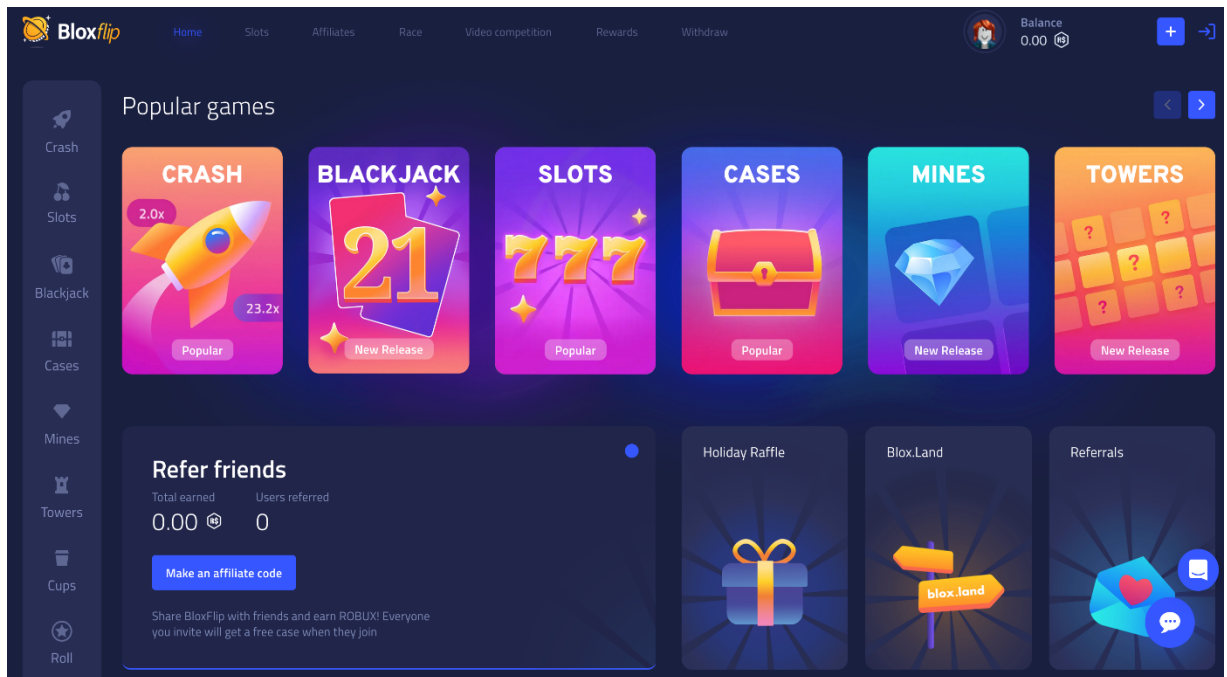 Bloxflip
Home Slots Affiliates Race Video competition Rewards Withdraw
Balance
0.00 R$
+
Crash
Slots
Blackjack
Cases
Mines
Towers
Cups
Roll
Popular games
CRASH
2.0x
23.2x
Popular
BLACKJACK
21
New Release
SLOTS
777
Popular
CASES
Popular
MINES
New Release
TOWERS
? ? ? ? ?
New Release
Refer friends
Total earned Users referred
0.00 R$ 0
Make an affiliate code
Share BloxFlip with friends and earn ROBUX! Everyone
you invite will get a free case when they join
Holiday Raffle
Blox.Land
blox.land
Referrals